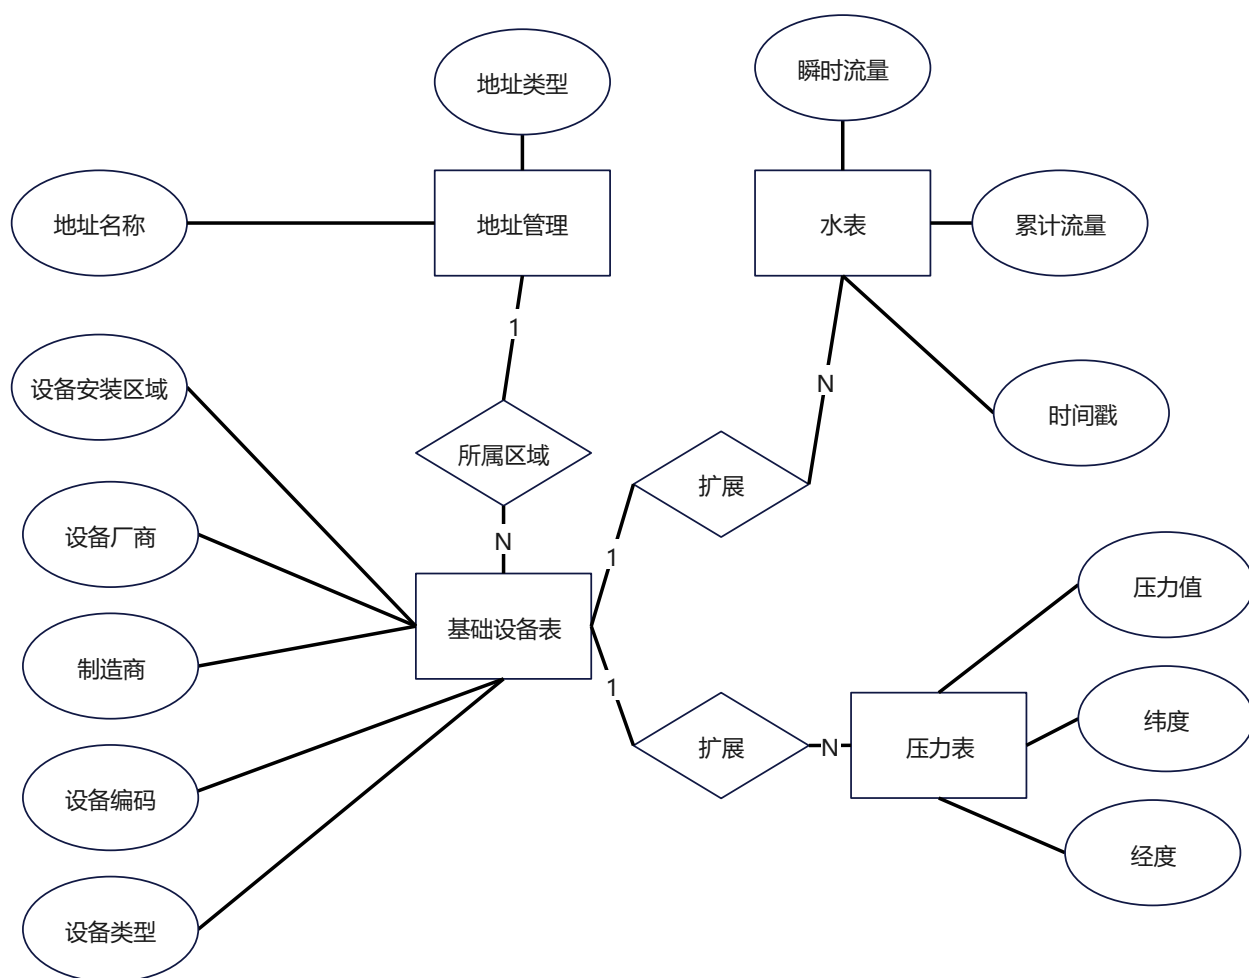 瞬时流量
地址类型
地址名称
地址管理
水表
累计流量
1
设备安装区域
N
时间戳
所属区域
扩展
设备厂商
N
1
压力值
基础设备表
制造商
1
纬度
扩展
N
压力表
设备编码
经度
设备类型